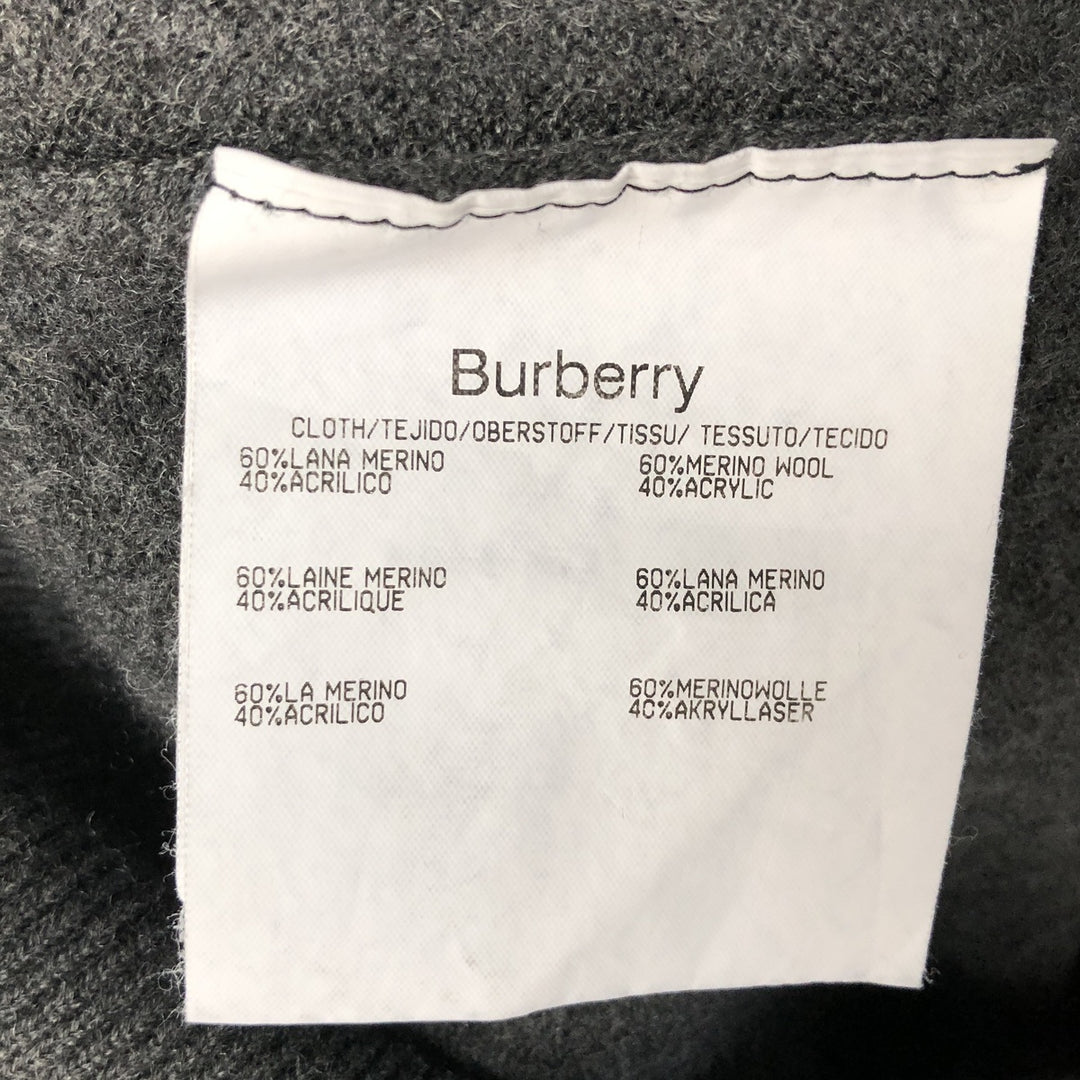 Burberry
CLOTH/TEJIDO/OBERSTOFF/TISSU/ TESSUTO/TECIDO
60%LANA MERINO
40%ACRILICO
60%MERINO WOOL
40%ACRYLIC
60%LAINE MERINO
40%ACRILIQUE
60%LANA MERINO
40%ACRILICA
60%LA MERINO
40%ACRILICO
60%MERINOWOLLE
40%AKRYLLASER